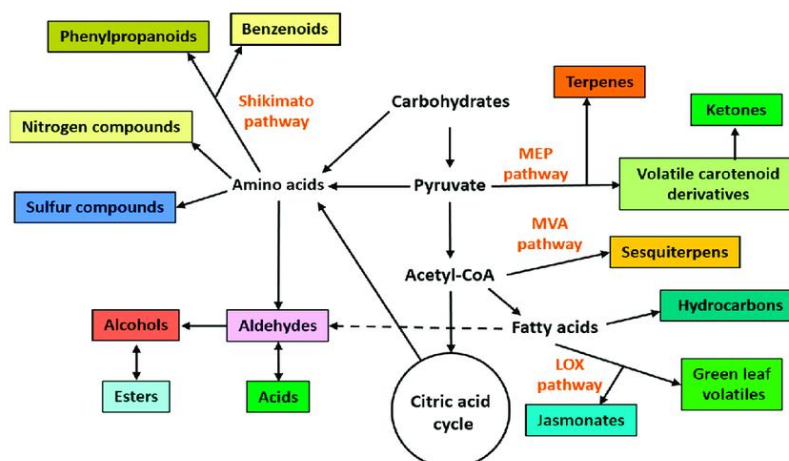 Phenylpropanoids
Benzenoids
Shikimato
pathway
Carbohydrates
Terpenes
Ketones
Nitrogen compounds
MEP
pathway
Volatile carotenoid
derivatives
Amino acids
Pyruvate
Sulfur compounds
MVA
pathway
Sesquiterpens
Acetyl-CoA
Hydrocarbons
Alcohols
Aldehydes
Fatty acids
LOX
pathway
Green leaf
volatiles
Esters
Acids
Citric acid
cycle
Jasmonates